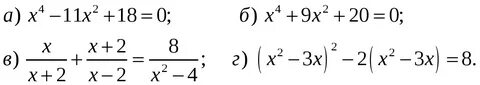 а) x⁴−11x²+18=0; б) x⁴+9x²+20=0;
в) x/(x+2)+(x+2)/(x−2)=8/(x²−4); г) (x²−3x)²−2(x²−3x)=8.